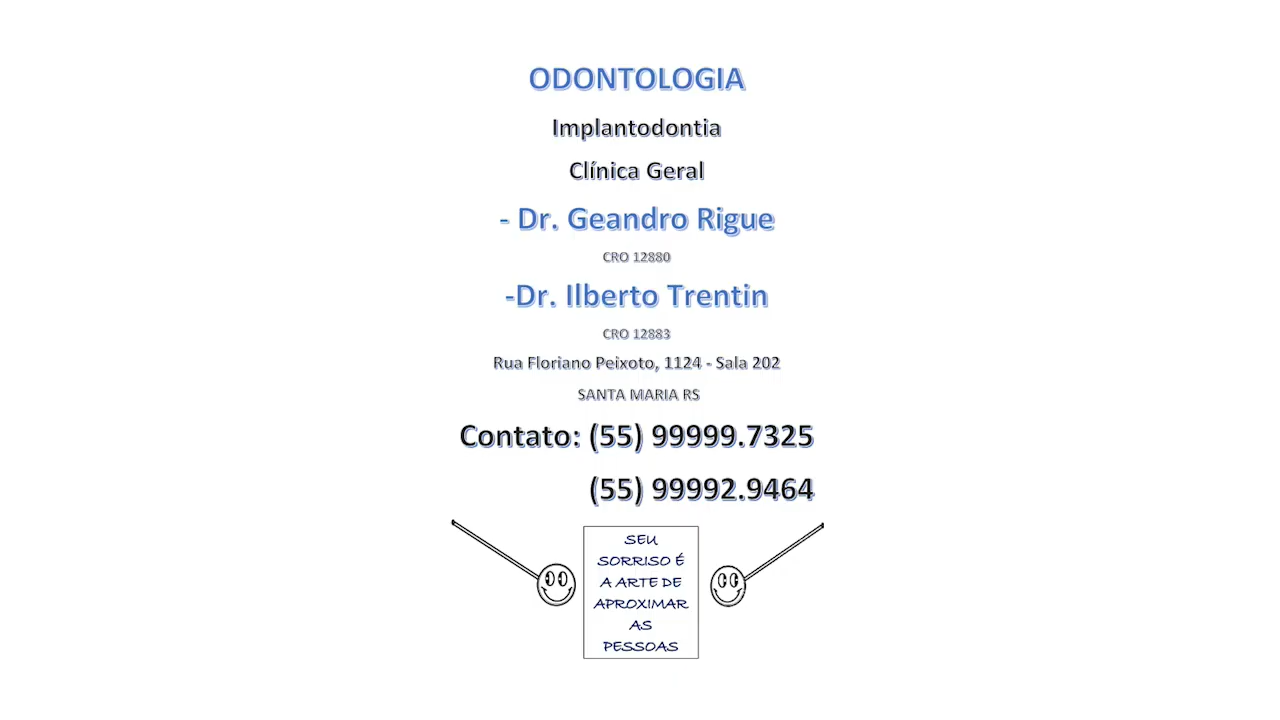 ODONTOLOGIA
Implantodontia
Clínica Geral
- Dr. Geandro Rigue
CRO 12880
-Dr. Ilberto Trentin
CRO 12883
Rua Floriano Peixoto, 1124 - Sala 202
SANTA MARIA RS
Contato: (55) 99999.7325
(55) 99992.9464
SEU
SORRISO É
A ARTE DE
APROXIMAR
AS
PESSOAS